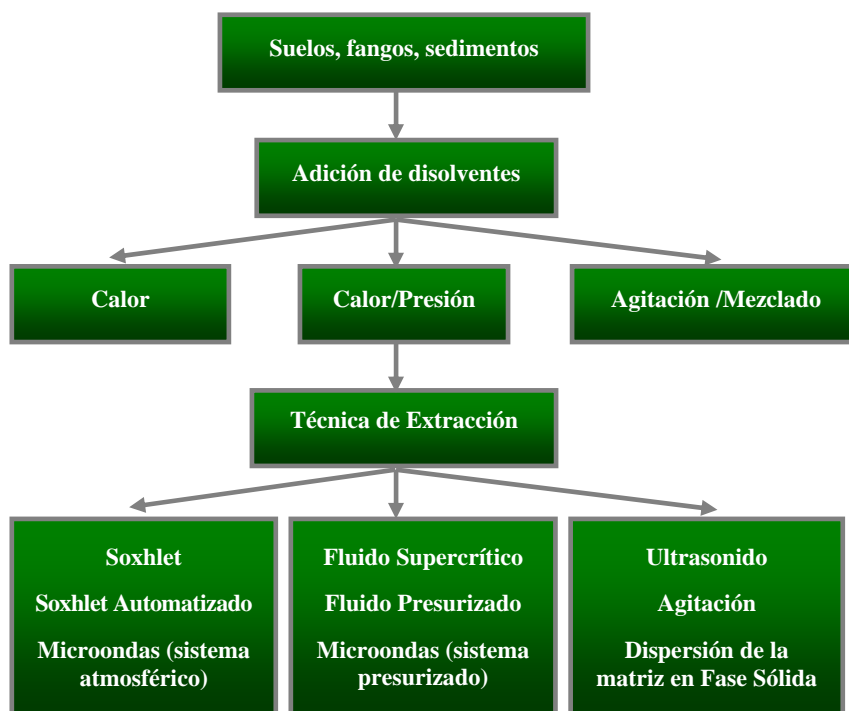 Suelos, fangos, sedimentos
Adición de disolventes
Calor
Calor/Presión
Agitación /Mezclado
Técnica de Extracción
Soxhlet
Soxhlet Automatizado
Microondas (sistema
atmosférico)
Fluido Supercrítico
Fluido Presurizado
Microondas (sistema
presurizado)
Ultrasonido
Agitación
Dispersión de la
matriz en Fase Sólida